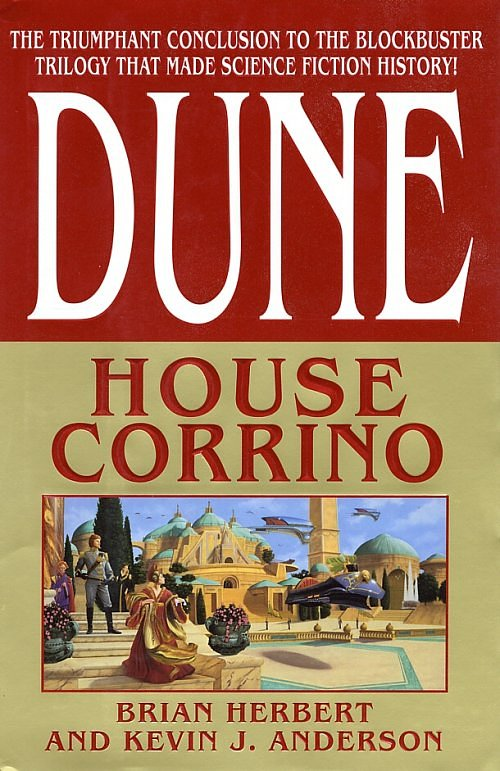 THE TRIUMPHANT CONCLUSION TO THE BLOCKBUSTER
TRILOGY THAT MADE SCIENCE FICTION HISTORY!
DUNE
HOUSE
CORRINO
BRIAN HERBERT
AND KEVIN J. ANDERSON